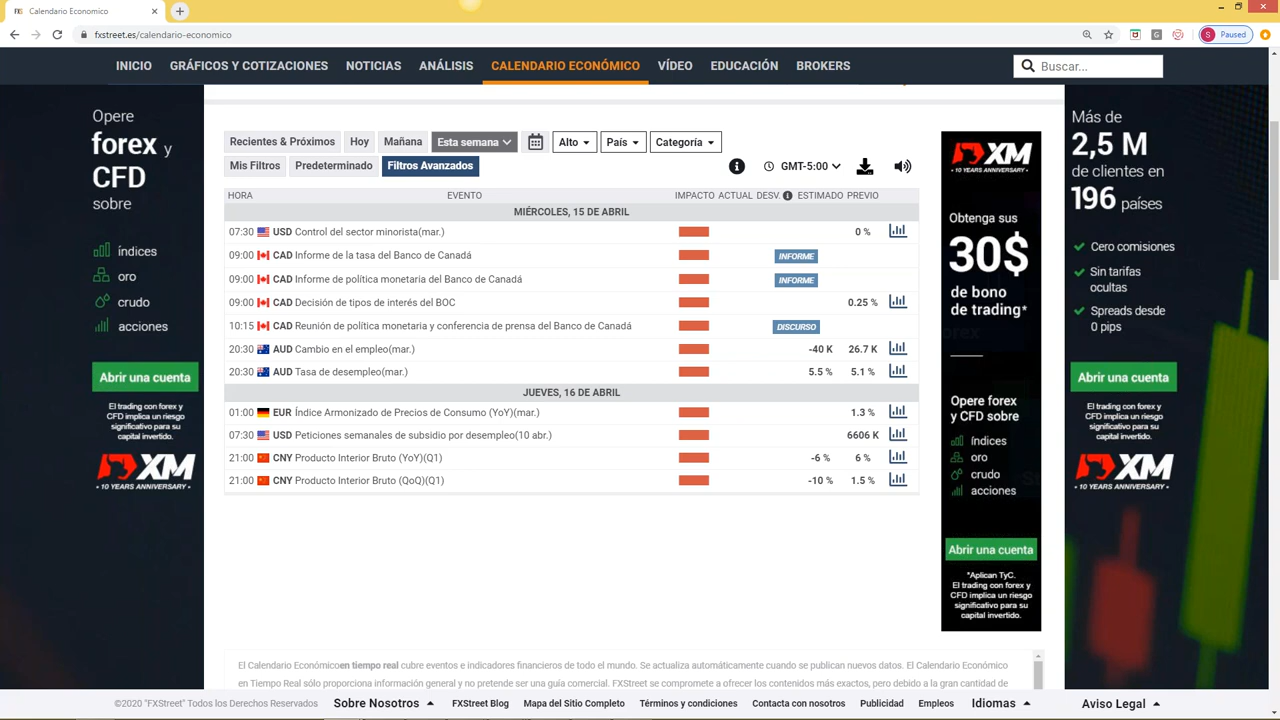 Calendario Economico
fxstreet.es/calendario-economico
S Paused
INICIO GRÁFICOS Y COTIZACIONES NOTICIAS ANÁLISIS CALENDARIO ECONÓMICO VÍDEO EDUCACIÓN BROKERS Buscar...
Opere
forex y
CFD
sobre
índices
oro
crudo
acciones
Abrir una cuenta
El trading con forex y
CFD implica un riesgo
significativo para su
capital invertido.
XM
10 YEARS ANNIVERSARY
Recientes & Próximos Hoy Mañana Esta semana Alto País Categoría
Mis Filtros Predeterminado Filtros Avanzados GMT-5:00
HORA EVENTO IMPACTO ACTUAL DESV. ESTIMADO PREVIO
MIÉRCOLES, 15 DE ABRIL
07:30 USD Control del sector minorista(mar.) 0 %
09:00 CAD Informe de la tasa del Banco de Canadá INFORME
09:00 CAD Informe de política monetaria del Banco de Canadá INFORME
09:00 CAD Decisión de tipos de interés del BOC 0.25 %
10:15 CAD Reunión de política monetaria y conferencia de prensa del Banco de Canadá DISCURSO
20:30 AUD Cambio en el empleo(mar.) -40 K 26.7 K
20:30 AUD Tasa de desempleo(mar.) 5.5 % 5.1 %
JUEVES, 16 DE ABRIL
01:00 EUR Índice Armonizado de Precios de Consumo (YoY)(mar.) 1.3 %
07:30 USD Peticiones semanales de subsidio por desempleo(10 abr.) 6606 K
21:00 CNY Producto Interior Bruto (YoY)(Q1) -6 % 6 %
21:00 CNY Producto Interior Bruto (QoQ)(Q1) -10 % 1.5 %
El Calendario Económicoen tiempo real cubre eventos e indicadores financieros de todo el mundo. Se actualiza automáticamente cuando se publican nuevos datos. El Calendario Económico
en Tiempo Real sólo proporciona información general y no pretende ser una guía comercial. FXStreet se compromete a ofrecer los contenidos más exactos, pero debido a la gran cantidad de
XM
10 YEARS ANNIVERSARY
Obtenga sus
30$
de bono
de trading*
Opere forex
y CFD sobre
índices
oro
crudo
acciones
Abrir una cuenta
*Aplican TyC.
El trading con forex y
CFD implica un riesgo
significativo para su
capital invertido.
Más de
2,5 M
de clientes en
196 países
Cero comisiones
Sin tarifas
ocultas
Spreads desde
0 pips
Abrir una cuenta
El trading con forex y
CFD implica un riesgo
significativo para su
capital invertido.
XM
10 YEARS ANNIVERSARY
©2020 "FXStreet" Todos los Derechos Reservados Sobre Nosotros FXStreet Blog Mapa del Sitio Completo Términos y condiciones Contacta con nosotros Publicidad Empleos Idiomas Aviso Legal